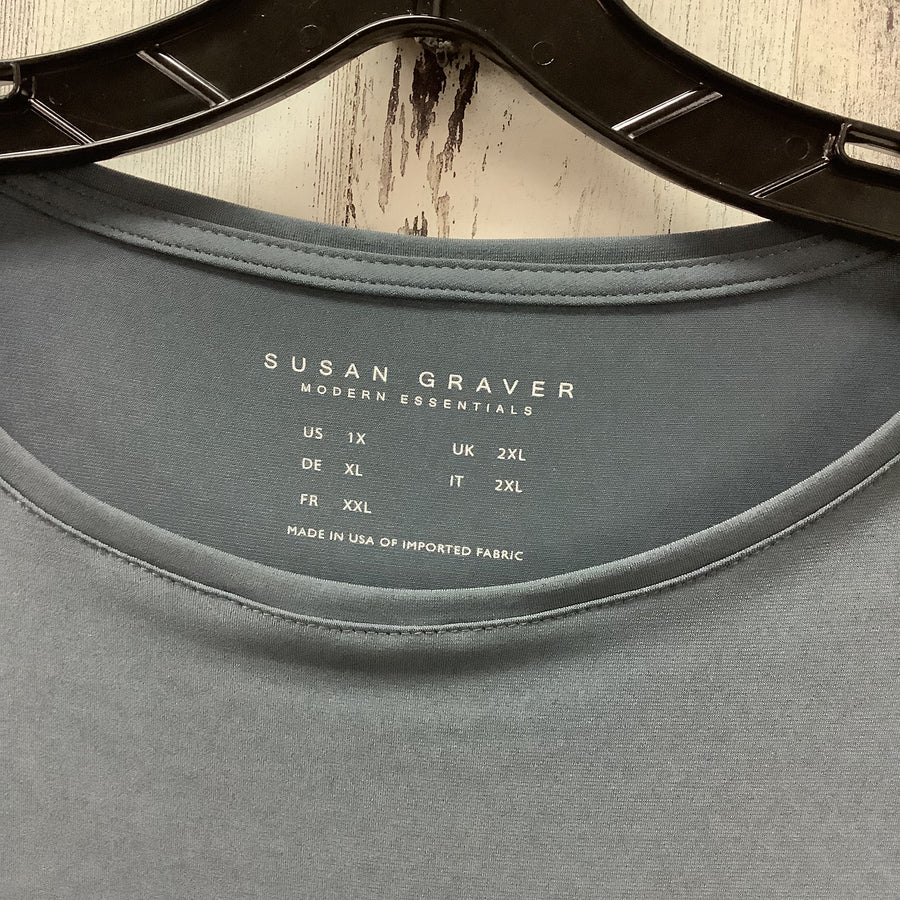 SUSAN GRAVER
MODERN ESSENTIALS
US 1X UK 2XL
DE XL IT 2XL
FR XXL
MADE IN USA OF IMPORTED FABRIC